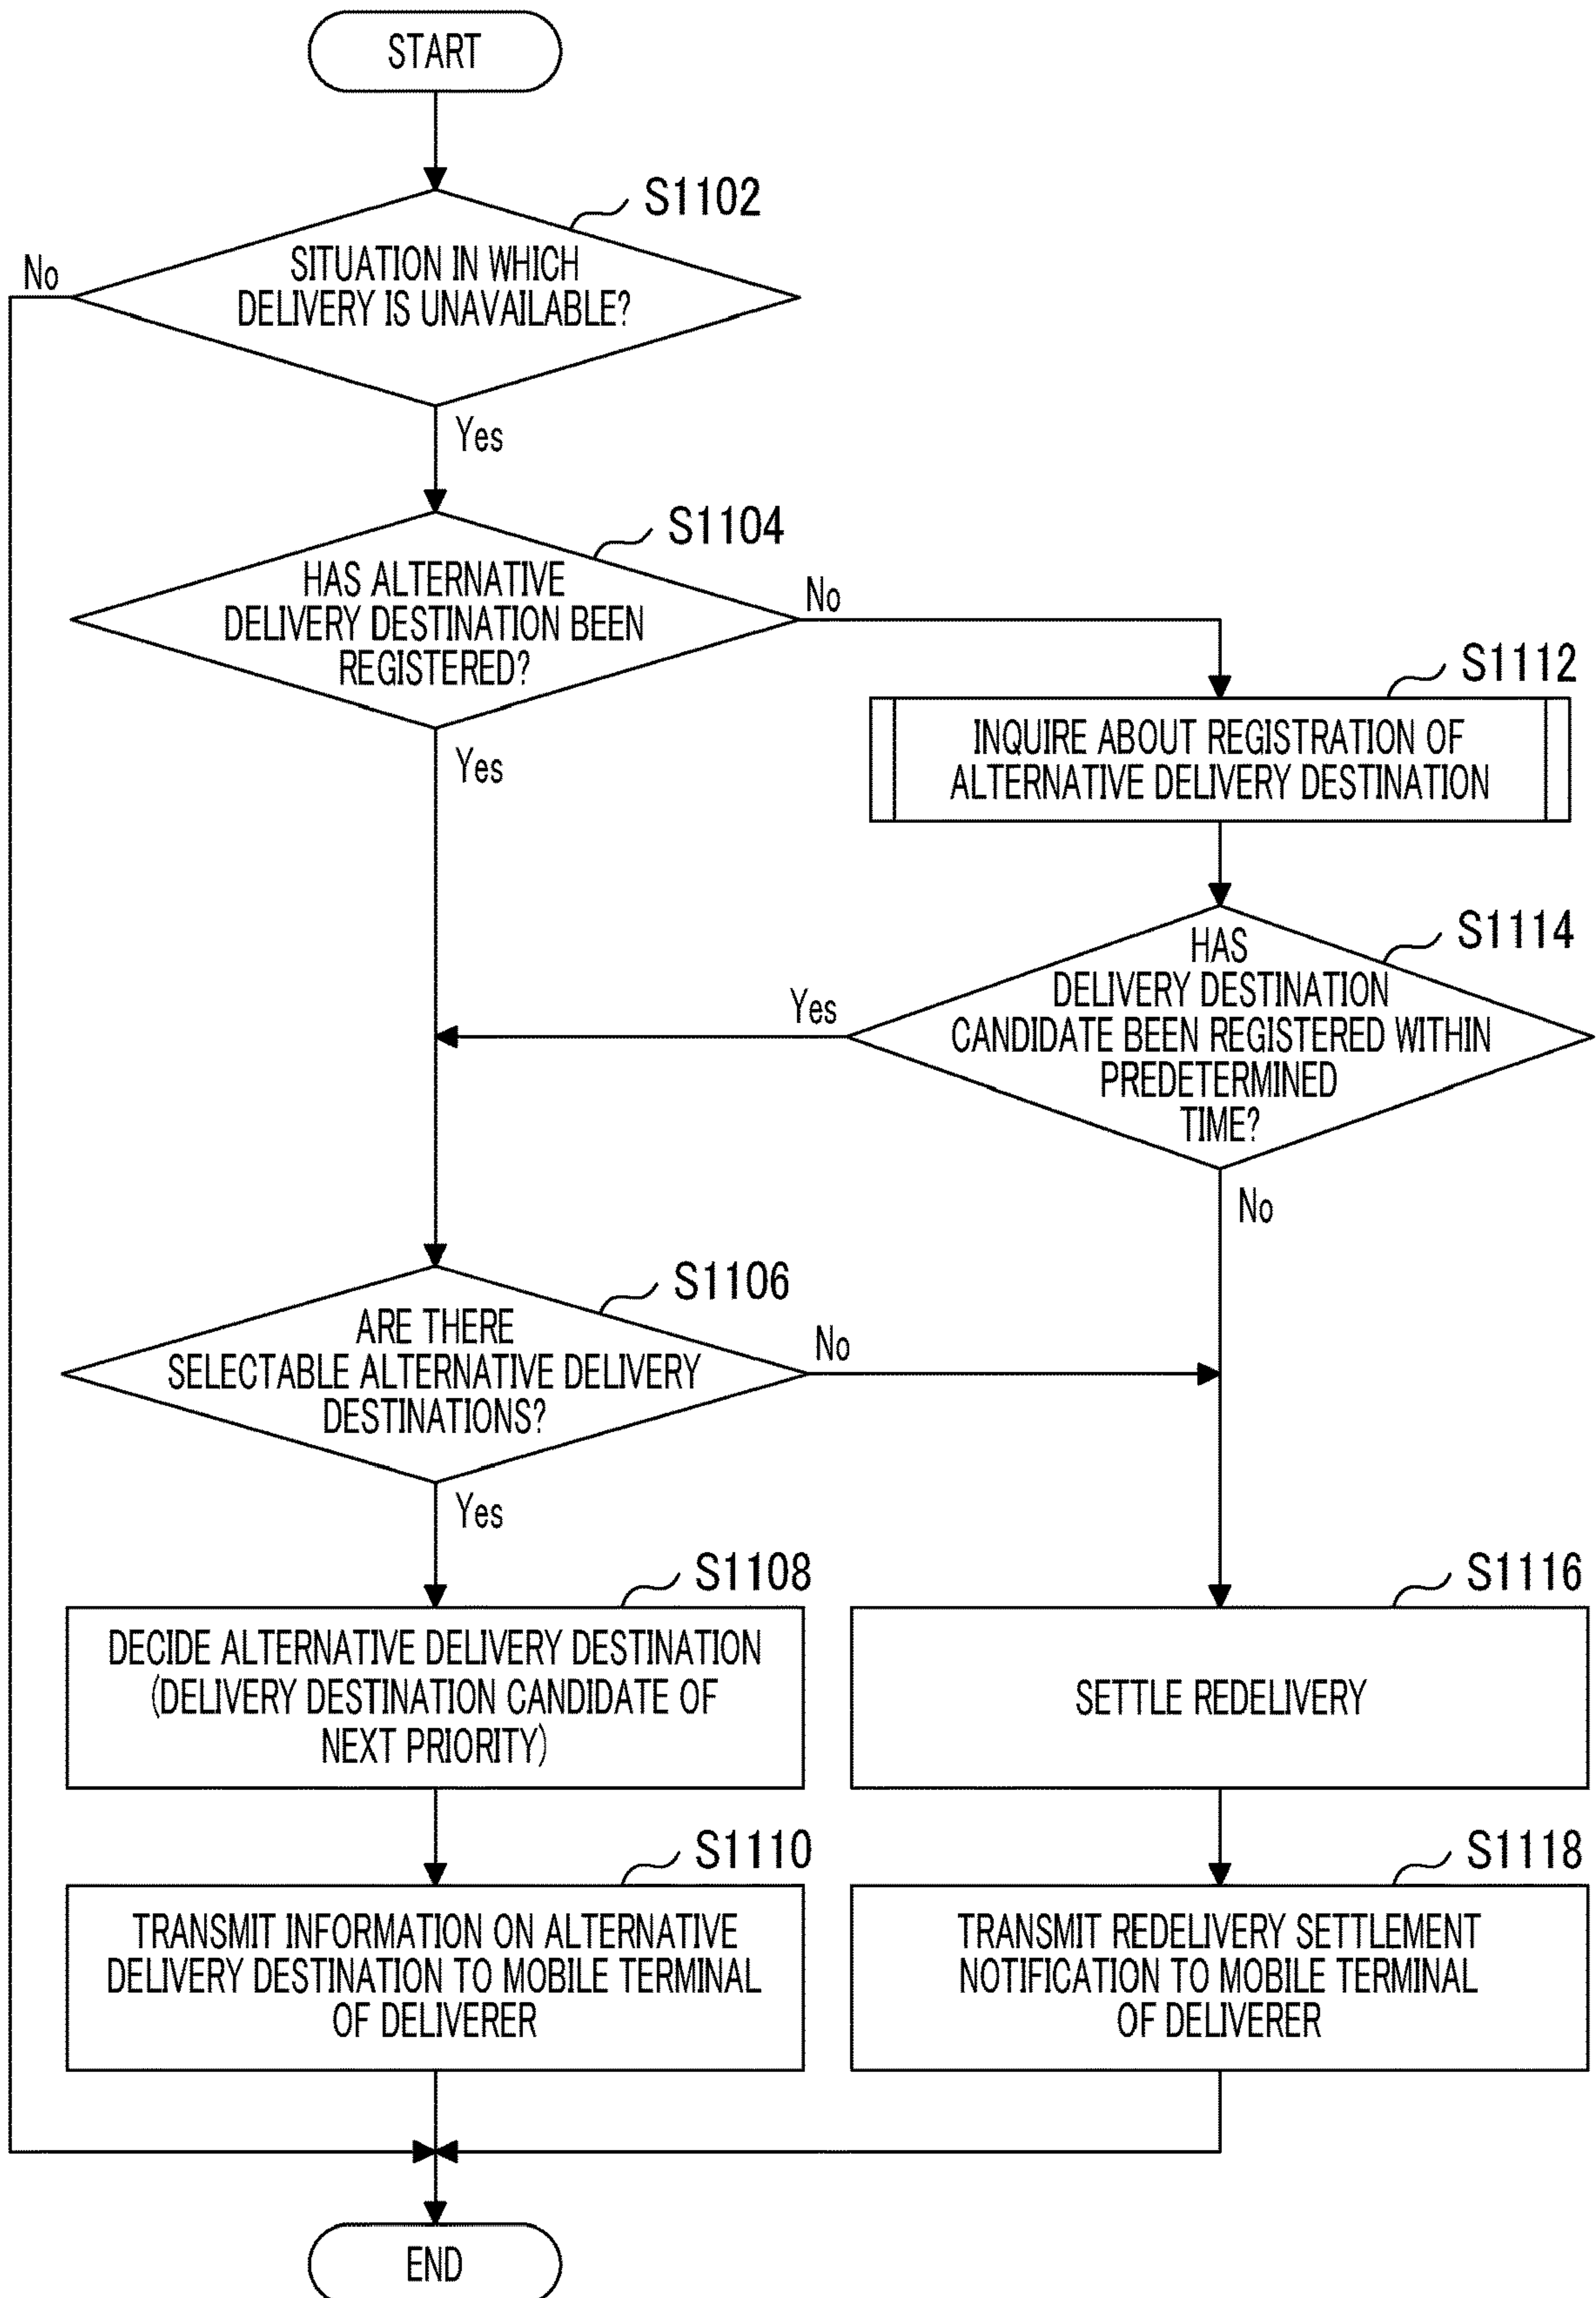 START
S1102
No
SITUATION IN WHICH
DELIVERY IS UNAVAILABLE?
Yes
S1104
HAS ALTERNATIVE
DELIVERY DESTINATION BEEN
REGISTERED?
No
Yes
S1112
INQUIRE ABOUT REGISTRATION OF
ALTERNATIVE DELIVERY DESTINATION
S1114
HAS
DELIVERY DESTINATION
CANDIDATE BEEN REGISTERED WITHIN
PREDETERMINED
TIME?
Yes
No
S1106
ARE THERE
SELECTABLE ALTERNATIVE DELIVERY
DESTINATIONS?
No
Yes
S1108
DECIDE ALTERNATIVE DELIVERY DESTINATION
(DELIVERY DESTINATION CANDIDATE OF
NEXT PRIORITY)
S1116
SETTLE REDELIVERY
S1110
TRANSMIT INFORMATION ON ALTERNATIVE
DELIVERY DESTINATION TO MOBILE TERMINAL
OF DELIVERER
S1118
TRANSMIT REDELIVERY SETTLEMENT
NOTIFICATION TO MOBILE TERMINAL
OF DELIVERER
END